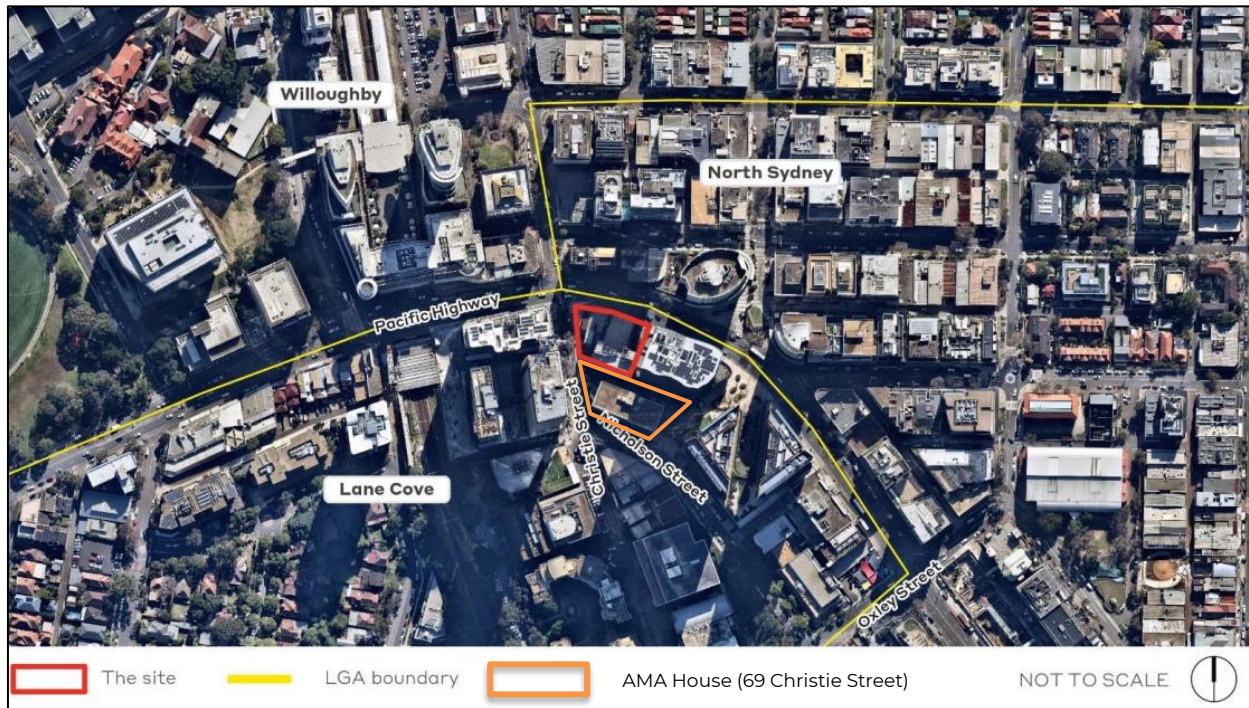 Willoughby
North Sydney
Pacific Highway
Christie Street
Nicholson Street
Lane Cove
Oxley Street
The site
LGA boundary
AMA House (69 Christie Street)
NOT TO SCALE